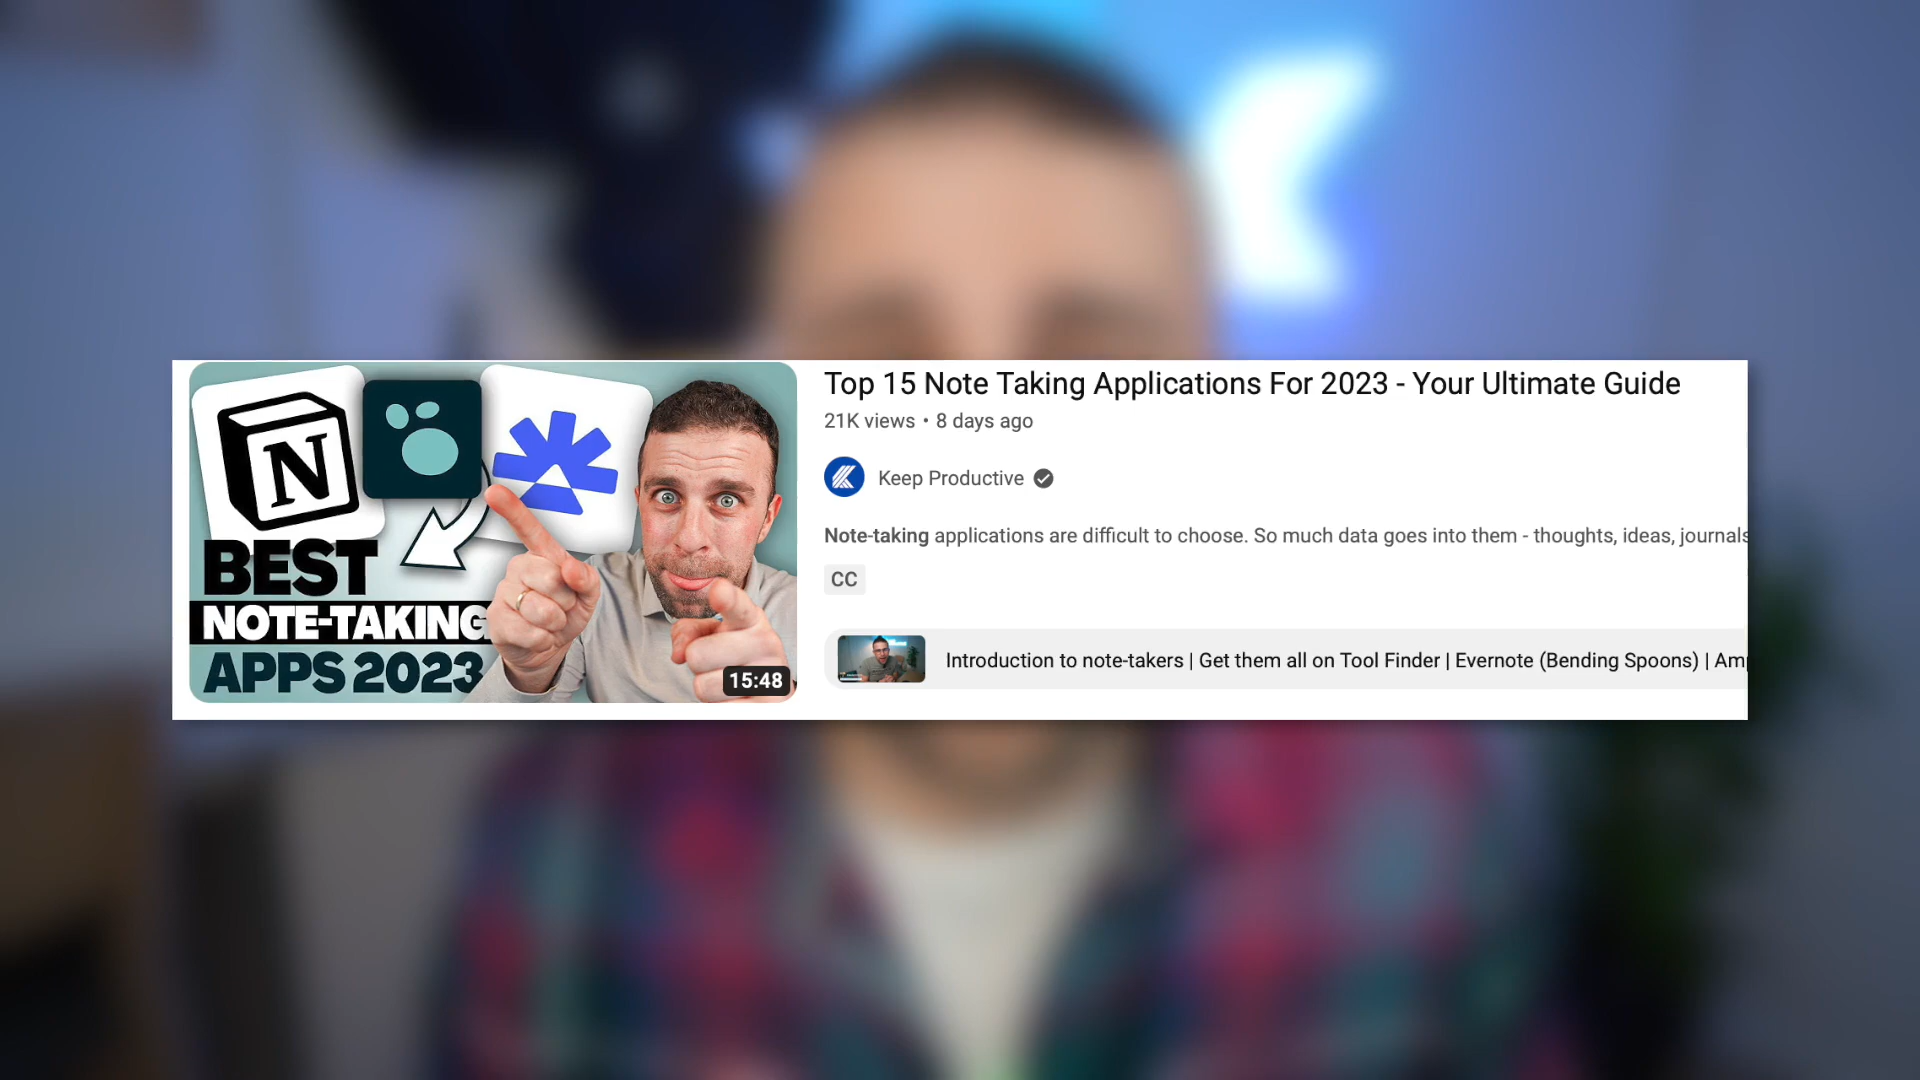 N
BEST
NOTE-TAKING
APPS 2023
15:48
Top 15 Note Taking Applications For 2023 - Your Ultimate Guide
21K views • 8 days ago
Keep Productive
Note-taking applications are difficult to choose. So much data goes into them - thoughts, ideas, journals
CC
Introduction to note-takers | Get them all on Tool Finder | Evernote (Bending Spoons) | Am